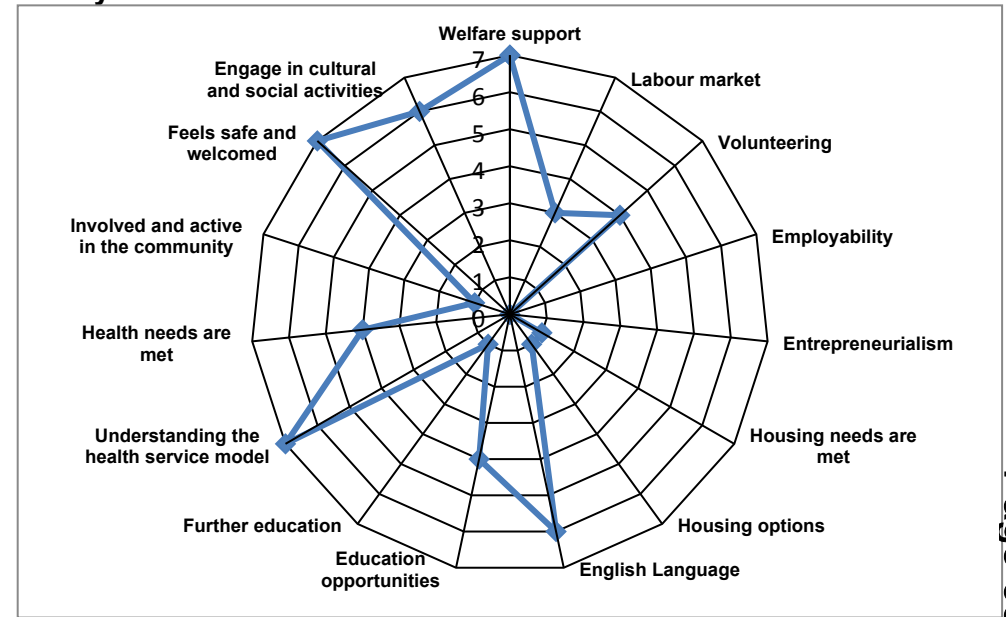 Welfare support
Labour market
Volunteering
Employability
Entrepreneurialism
Housing needs are
met
Housing options
English Language
Education
opportunities
Further education
Understanding the
health service model
Health needs are
met
Involved and active
in the community
Feels safe and
welcomed
Engage in cultural
and social activities
7
6
5
4
3
2
1
0